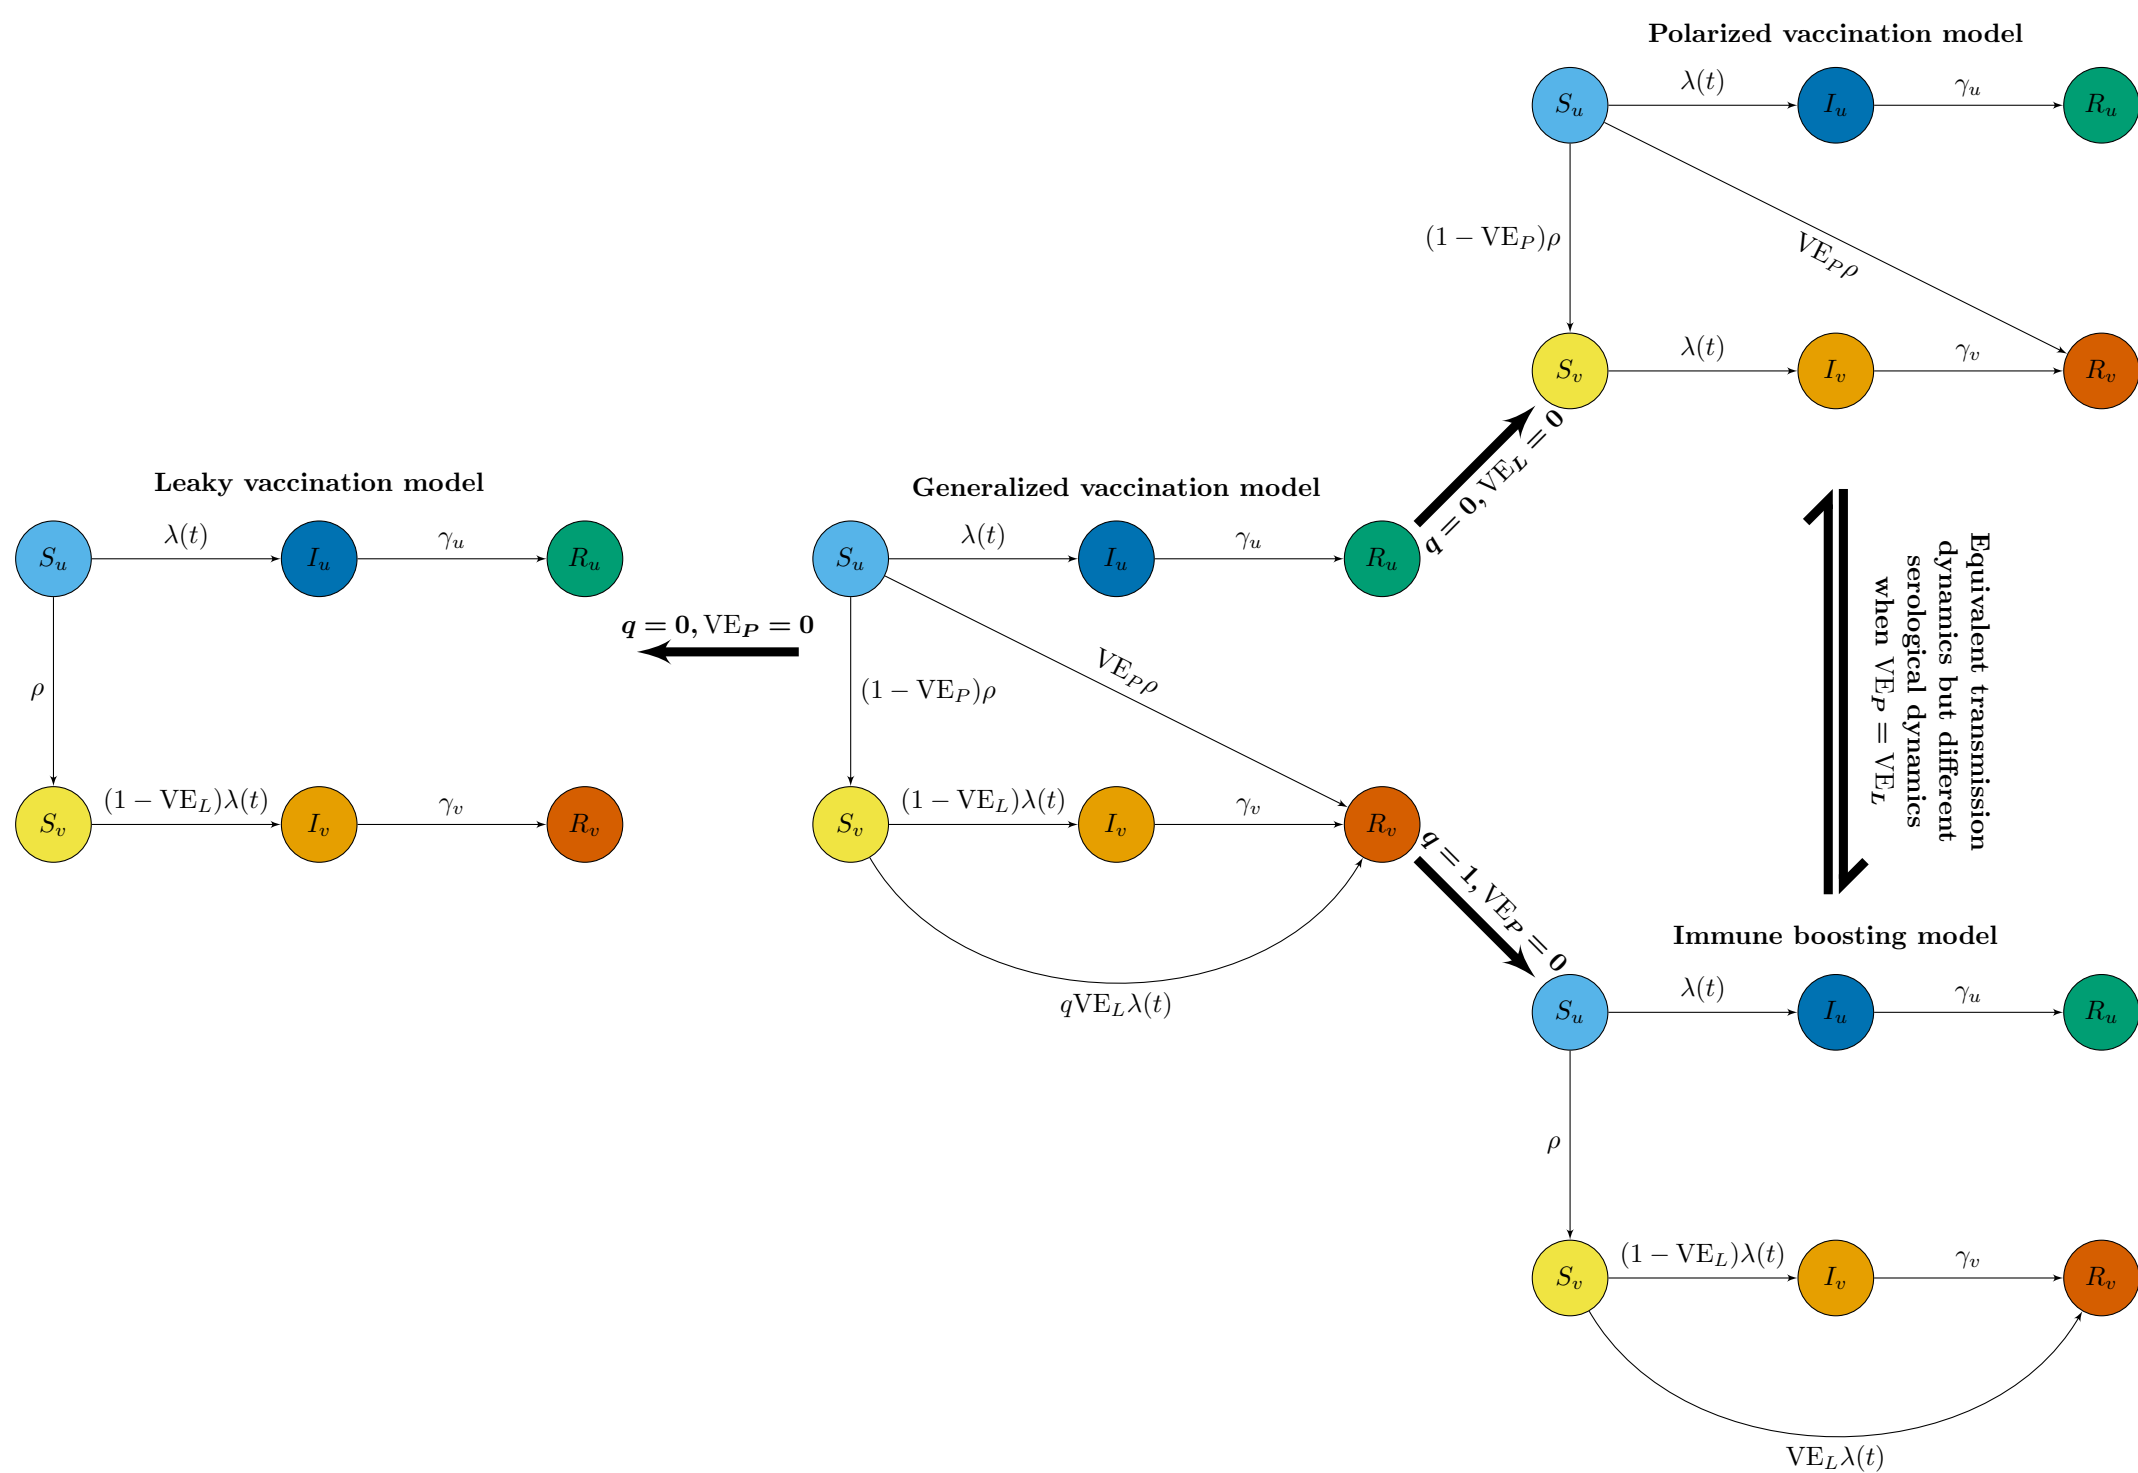 Polarized vaccination model
S_u
λ(t)
I_u
γ_u
R_u
(1 − VE_P)ρ
VE_Pρ
S_v
λ(t)
I_v
γ_v
R_v
Leaky vaccination model
S_u
λ(t)
I_u
γ_u
R_u
ρ
S_v
(1 − VE_L)λ(t)
I_v
γ_v
R_v
q = 0, VE_P = 0
Generalized vaccination model
S_u
λ(t)
I_u
γ_u
R_u
(1 − VE_P)ρ
VE_Pρ
S_v
(1 − VE_L)λ(t)
I_v
γ_v
R_v
qVE_Lλ(t)
q = 0, VE_L = 0
q = 1, VE_P = 0
Equivalent transmission
dynamics but different
serological dynamics
when VE_P = VE_L
Immune boosting model
S_u
λ(t)
I_u
γ_u
R_u
ρ
S_v
(1 − VE_L)λ(t)
I_v
γ_v
R_v
VE_Lλ(t)